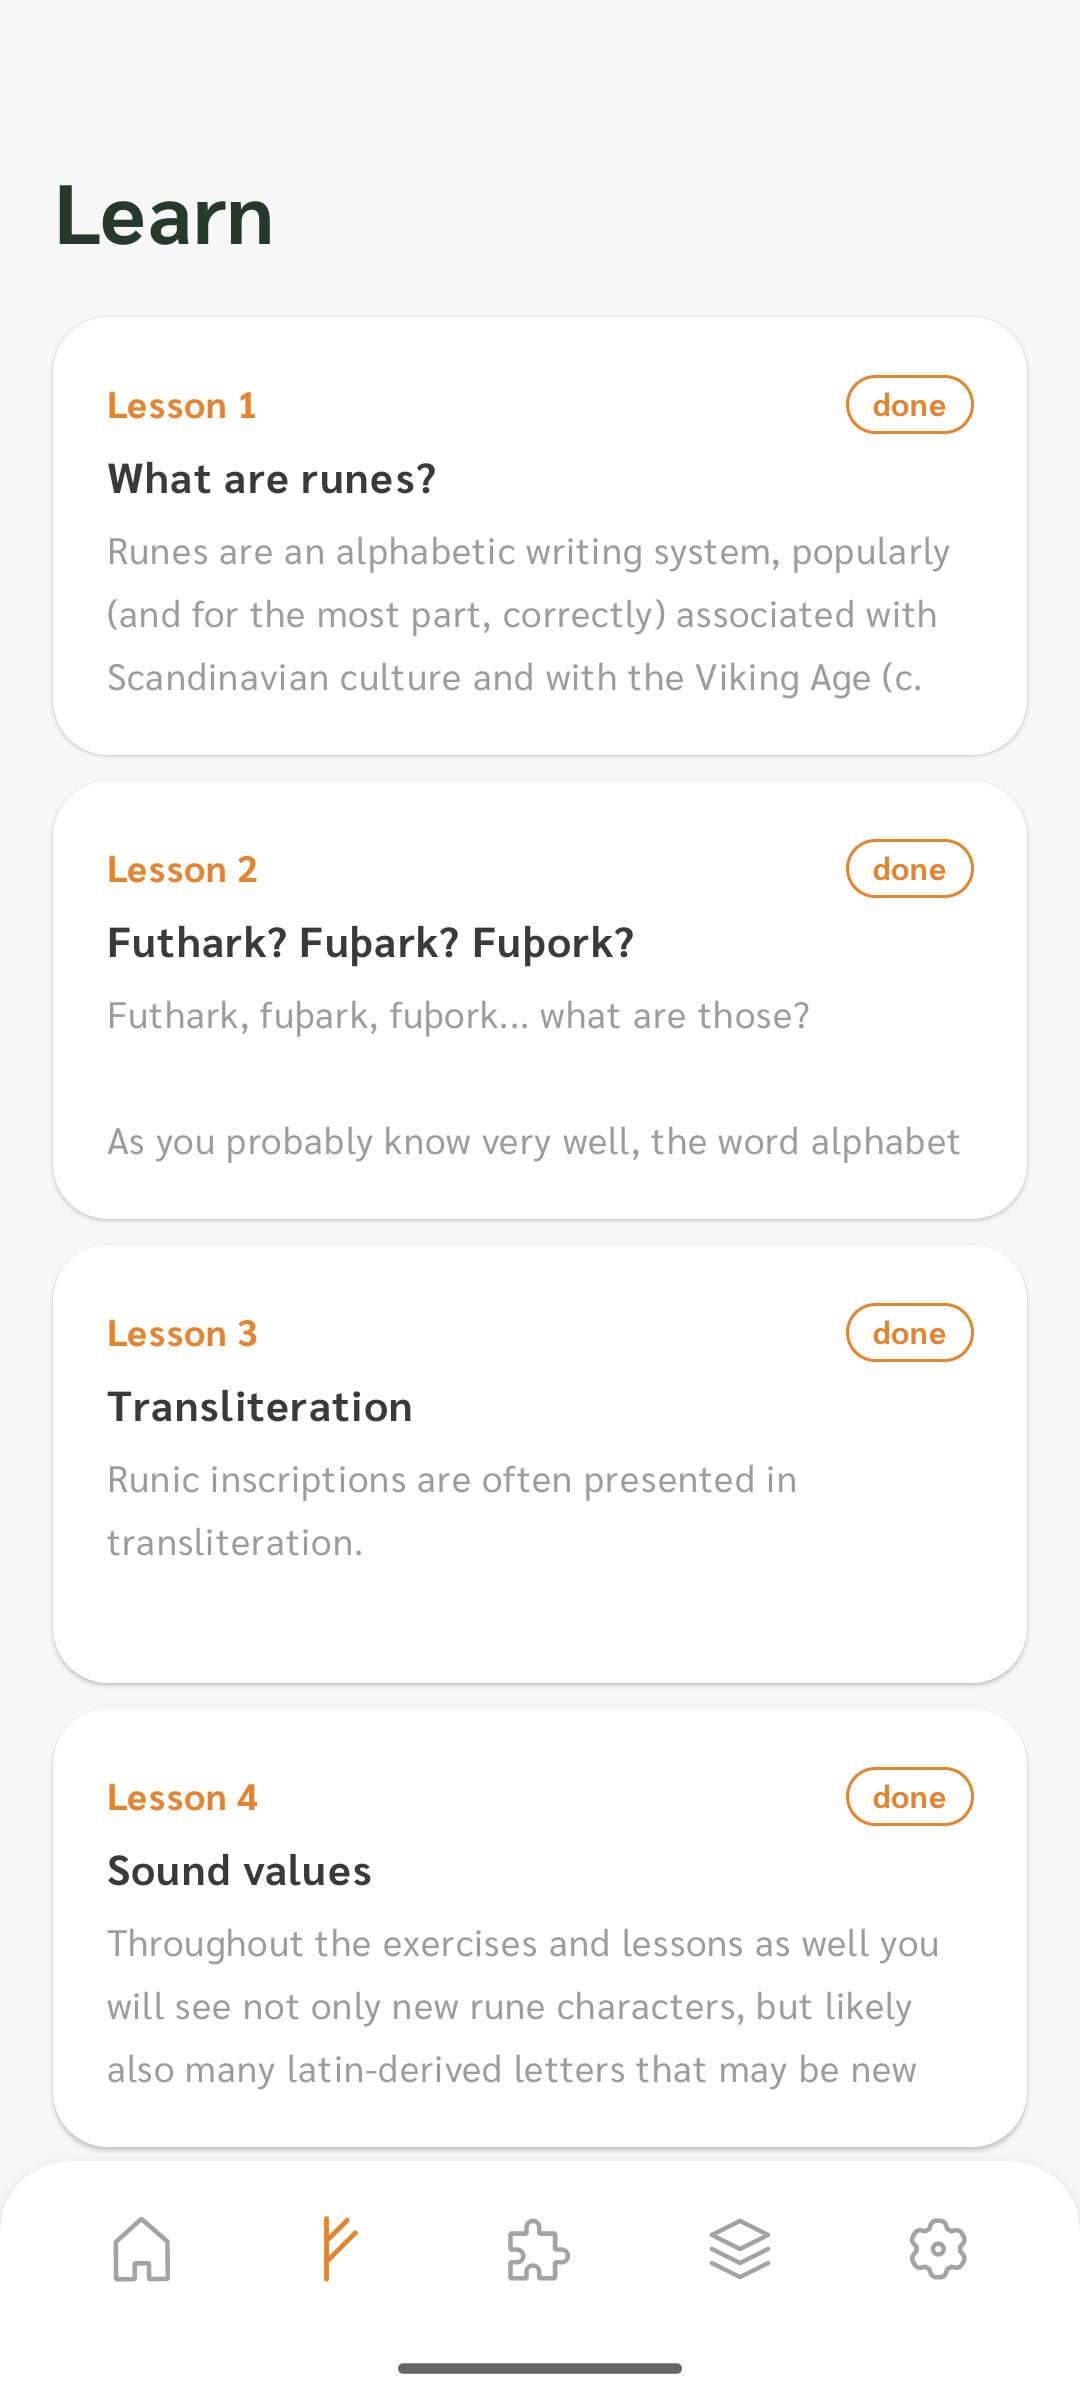 Learn
Lesson 1
done
What are runes?
Runes are an alphabetic writing system, popularly
(and for the most part, correctly) associated with
Scandinavian culture and with the Viking Age (c.
Lesson 2
done
Futhark? Fuþark? Fuþork?
Futhark, fuþark, fuþork... what are those?
As you probably know very well, the word alphabet
Lesson 3
done
Transliteration
Runic inscriptions are often presented in
transliteration.
Lesson 4
done
Sound values
Throughout the exercises and lessons as well you
will see not only new rune characters, but likely
also many latin-derived letters that may be new
ᚠ